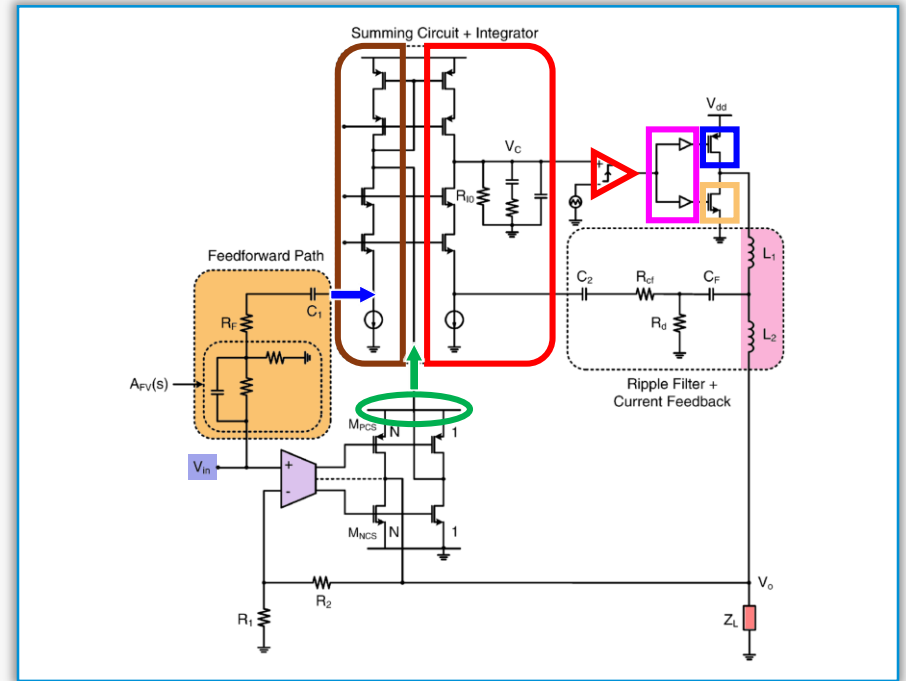 Summing Circuit + Integrator
V_dd
V_C
+
-
R_I0
Feedforward Path
C_1
R_F
A_FV(s)
C_2
R_cf
C_F
L_1
R_d
L_2
Ripple Filter +
Current Feedback
M_PCS N
1
V_in
+
-
M_NCS N
1
R_2
V_o
R_1
Z_L